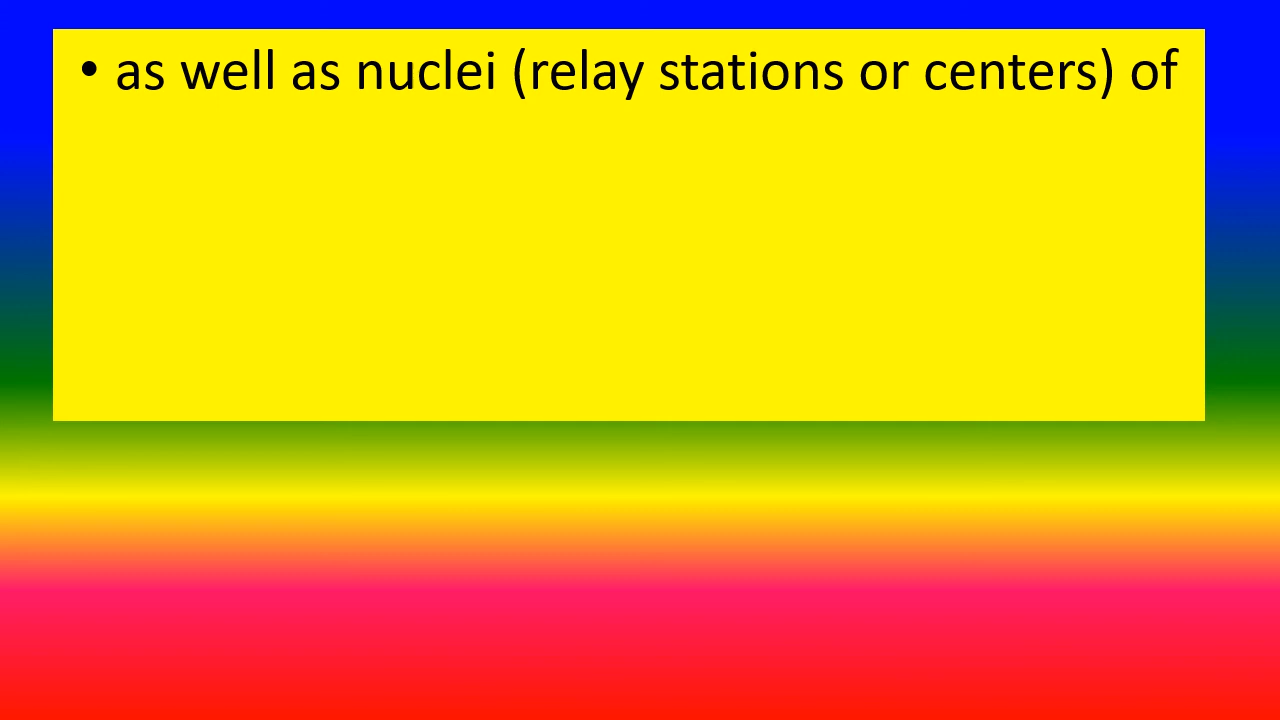 • as well as nuclei (relay stations or centers) of